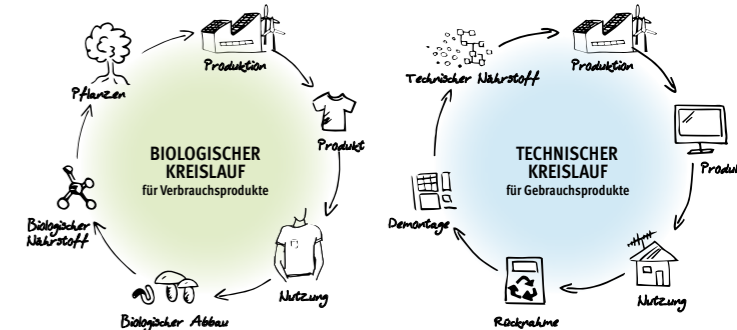 Produktion
Pflanzen
Produkt
BIOLOGISCHER
KREISLAUF
für Verbrauchsprodukte
Biologischer
Nährstoff
Nutzung
Biologischer Abbau
Produktion
Technischer Nährstoff
Produk
TECHNISCHER
KREISLAUF
für Gebrauchsprodukte
Demontage
Nutzung
Rücknahme